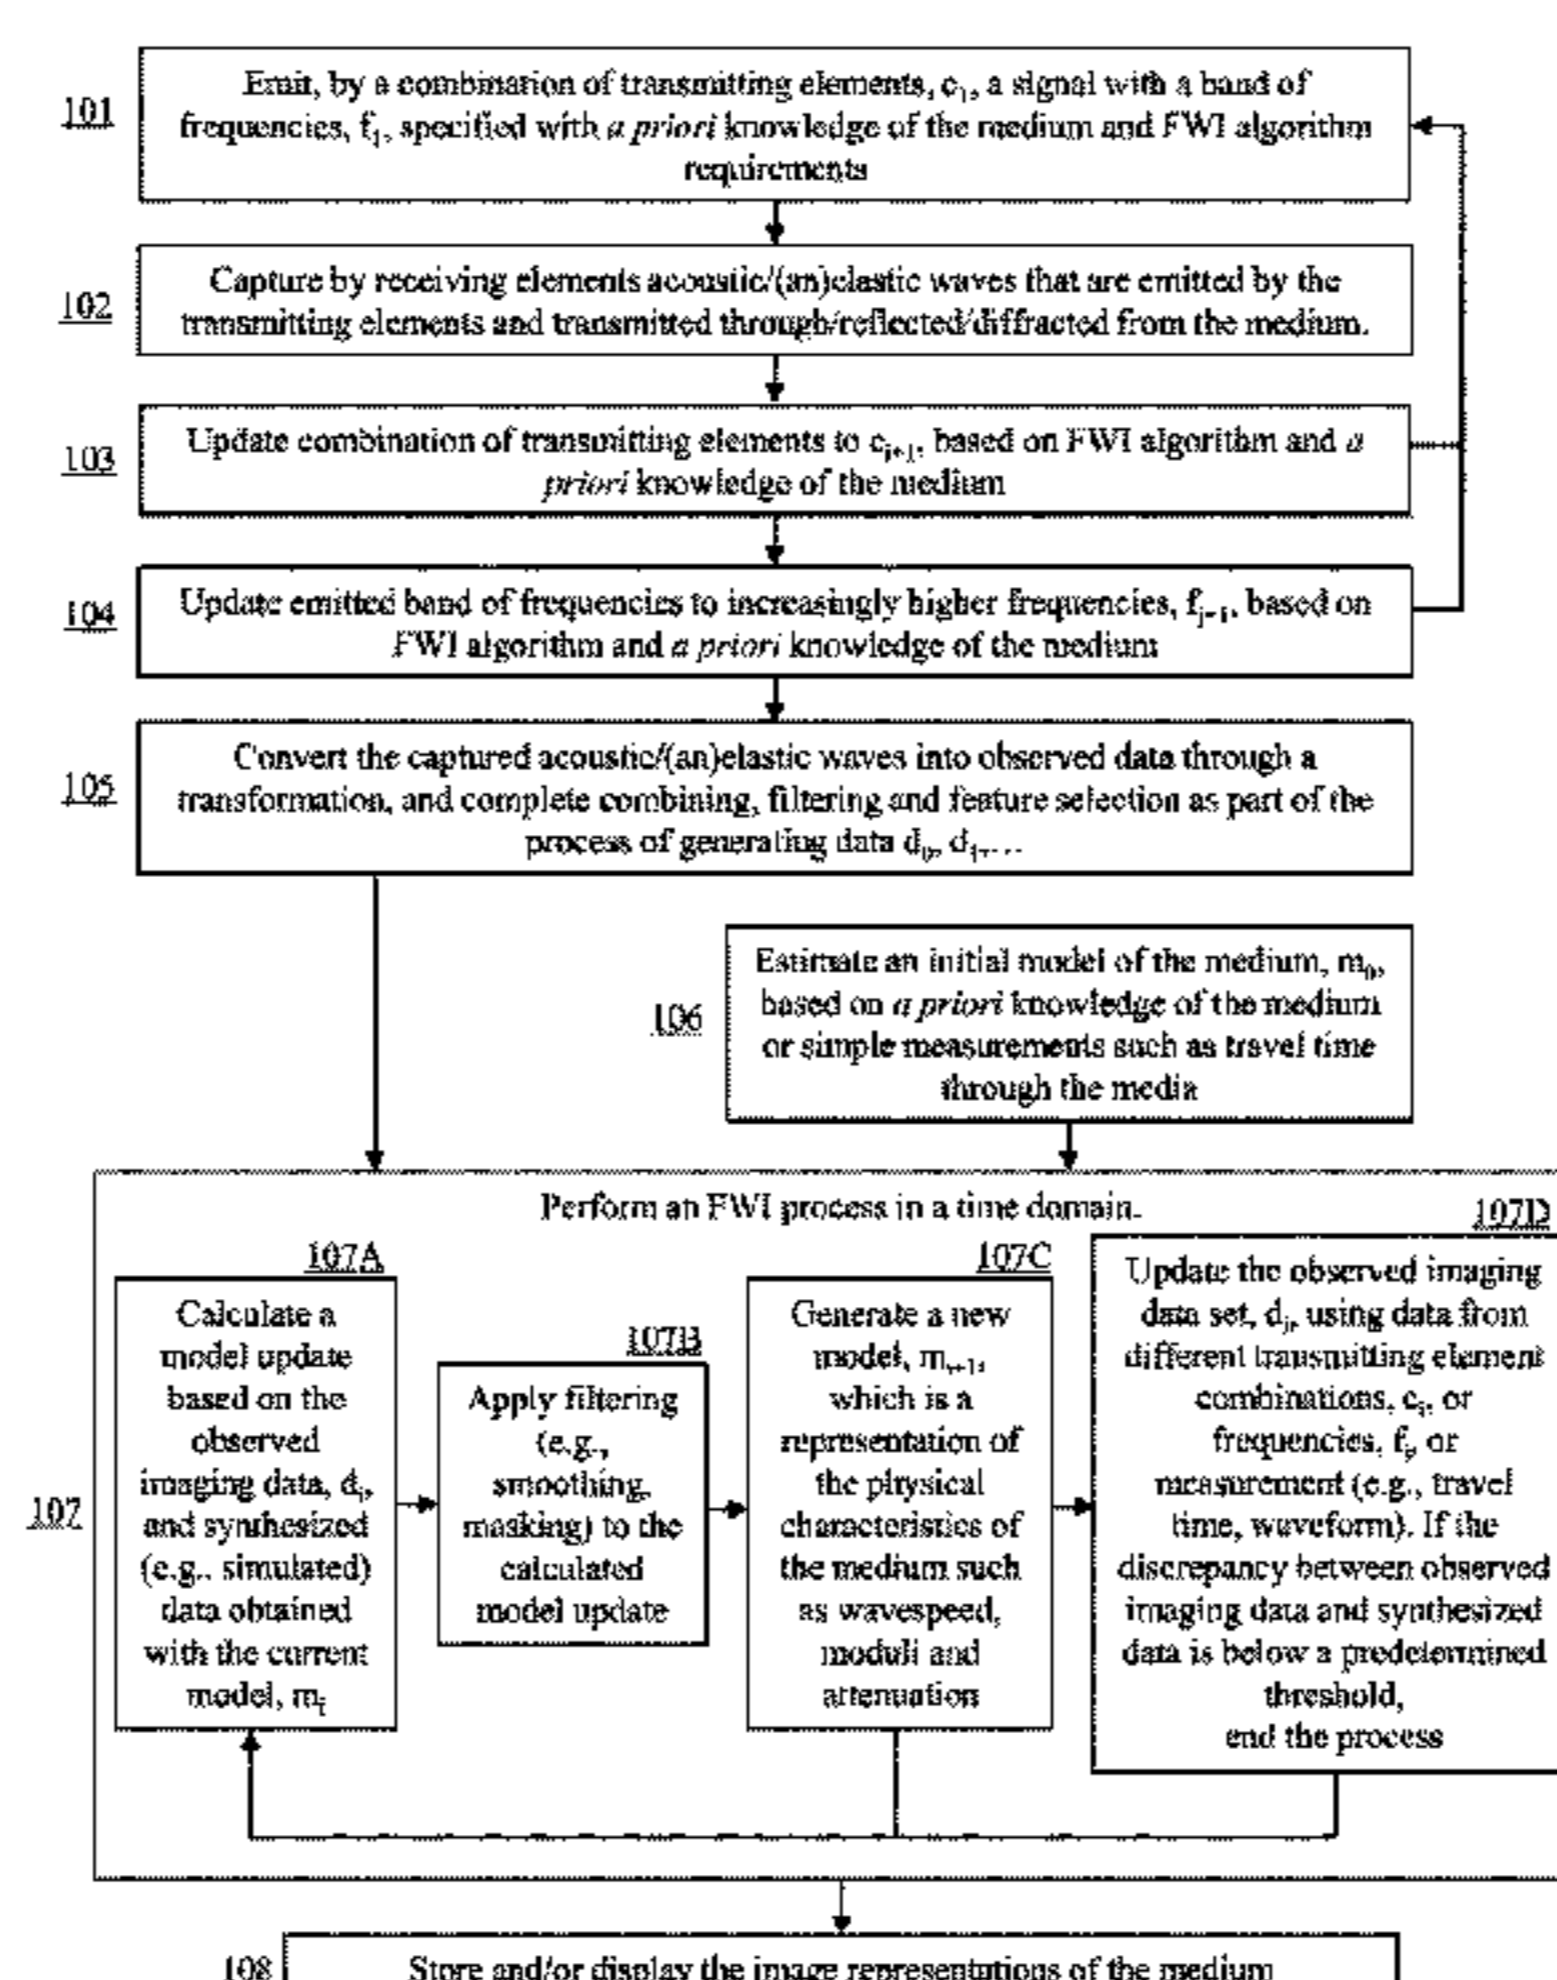 101
Emit, by a combination of transmitting elements, c₁, a signal with a band of
frequencies, f₁, specified with a priori knowledge of the medium and FWI algorithm
requirements
102
Capture by receiving elements acoustic/(an)elastic waves that are emitted by the
transmitting elements and transmitted through/reflected/diffracted from the medium.
103
Update combination of transmitting elements to cᵢ₊₁, based on FWI algorithm and a
priori knowledge of the medium
104
Update emitted band of frequencies to increasingly higher frequencies, fⱼ₊₁, based on
FWI algorithm and a priori knowledge of the medium
105
Convert the captured acoustic/(an)elastic waves into observed data through a
transformation, and complete combining, filtering and feature selection as part of the
process of generating data d₀, d₁,…
106
Estimate an initial model of the medium, m₀,
based on a priori knowledge of the medium
or simple measurements such as travel time
through the media
107
Perform an FWI process in a time domain.
107A
Calculate a
model update
based on the
observed
imaging data, dᵢ,
and synthesized
(e.g., simulated)
data obtained
with the current
model, mᵢ
107B
Apply filtering
(e.g.,
smoothing,
masking) to the
calculated
model update
107C
Generate a new
model, mᵢ₊₁,
which is a
representation of
the physical
characteristics of
the medium such
as wavespeed,
moduli and
attenuation
107D
Update the observed imaging
data set, dⱼ, using data from
different transmitting element
combinations, cᵢ, or
frequencies, fᵢ, or
measurement (e.g., travel
time, waveform). If the
discrepancy between observed
imaging data and synthesized
data is below a predetermined
threshold,
end the process
108
Store and/or display the image representations of the medium